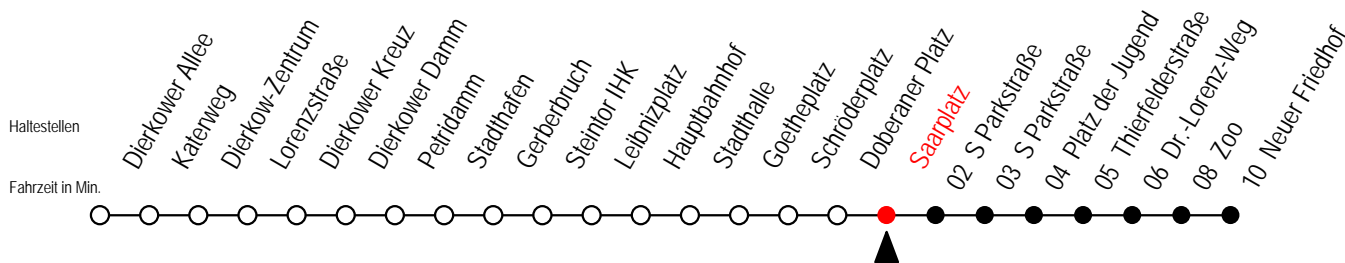 Haltestellen
Fahrzeit in Min.
Dierkower Allee
Katerweg
Dierkow-Zentrum
Lorenzstraße
Dierkower Kreuz
Dierkower Damm
Petridamm
Stadthafen
Gerberbruch
Steintor IHK
Leibnizplatz
Hauptbahnhof
Stadthalle
Goetheplatz
Schröderplatz
Doberaner Platz
Saarplatz
02 S Parkstraße
03 S Parkstraße
04 Platz der Jugend
05 Thierfelderstraße
06 Dr.-Lorenz-Weg
08 Zoo
10 Neuer Friedhof